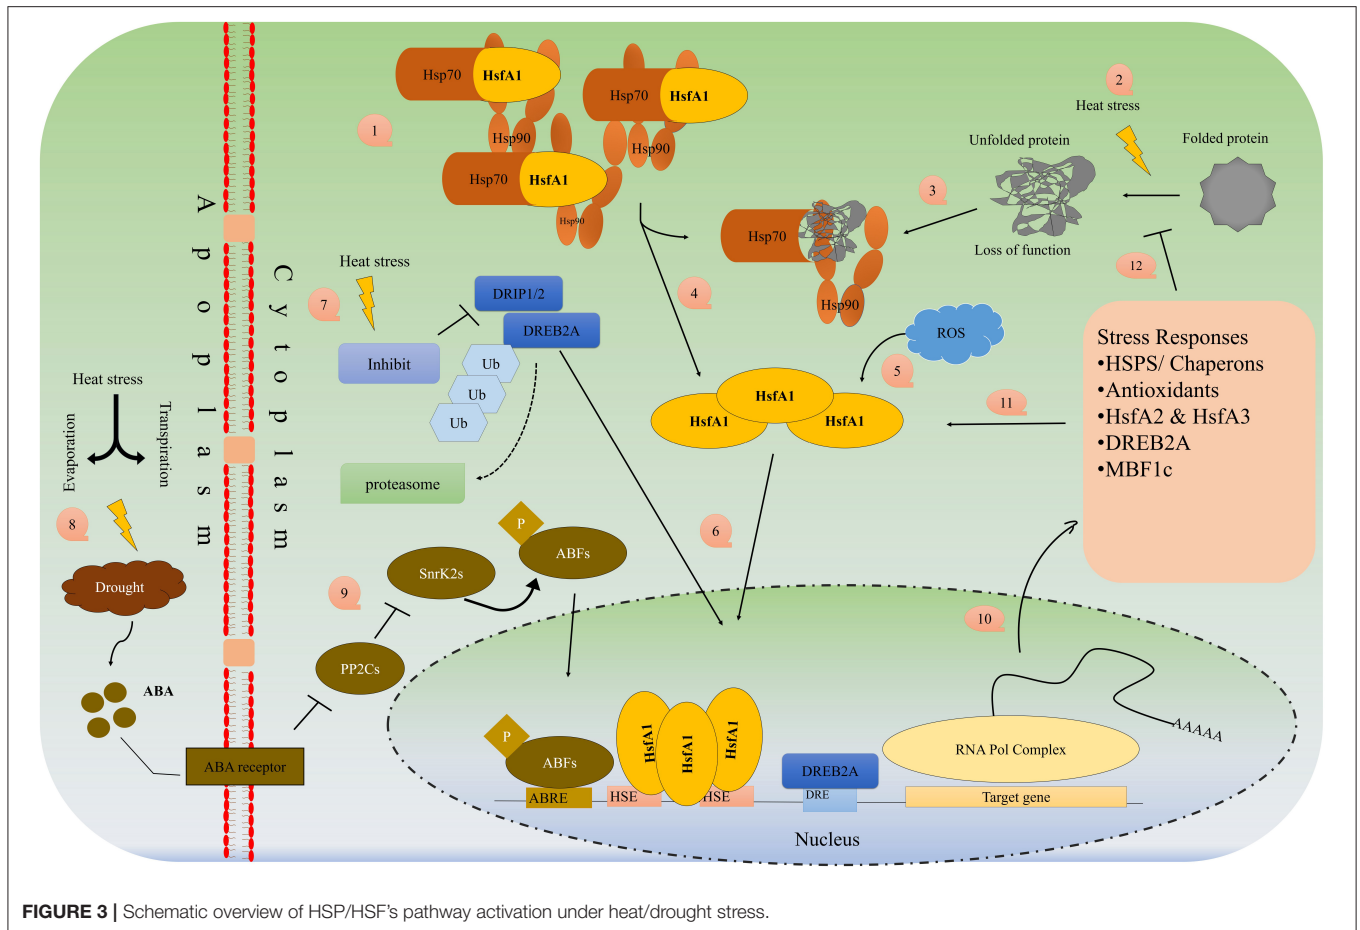 Hsp70
HsfA1
Hsp90
Hsp70
HsfA1
Hsp90
Hsp70
HsfA1
Hsp90
1
2
Heat stress
Unfolded protein
Folded protein
Loss of function
3
Hsp70
Hsp90
4
12
ROS
5
HsfA1
HsfA1
HsfA1
11
Stress Responses
•HSPS/ Chaperons
•Antioxidants
•HsfA2 & HsfA3
•DREB2A
•MBF1c
Apoplasm
Cytoplasm
Heat stress
7
DRIP1/2
DREB2A
Inhibit
Ub
Ub
Ub
proteasome
Heat stress
Evaporation
Transpiration
8
Drought
ABA
ABA receptor
PP2Cs
9
SnrK2s
P
ABFs
6
10
P
ABFs
ABRE
HsfA1
HsfA1
HsfA1
HSE
HSE
DREB2A
DRE
RNA Pol Complex
AAAAA
Target gene
Nucleus
FIGURE 3 | Schematic overview of HSP/HSF's pathway activation under heat/drought stress.